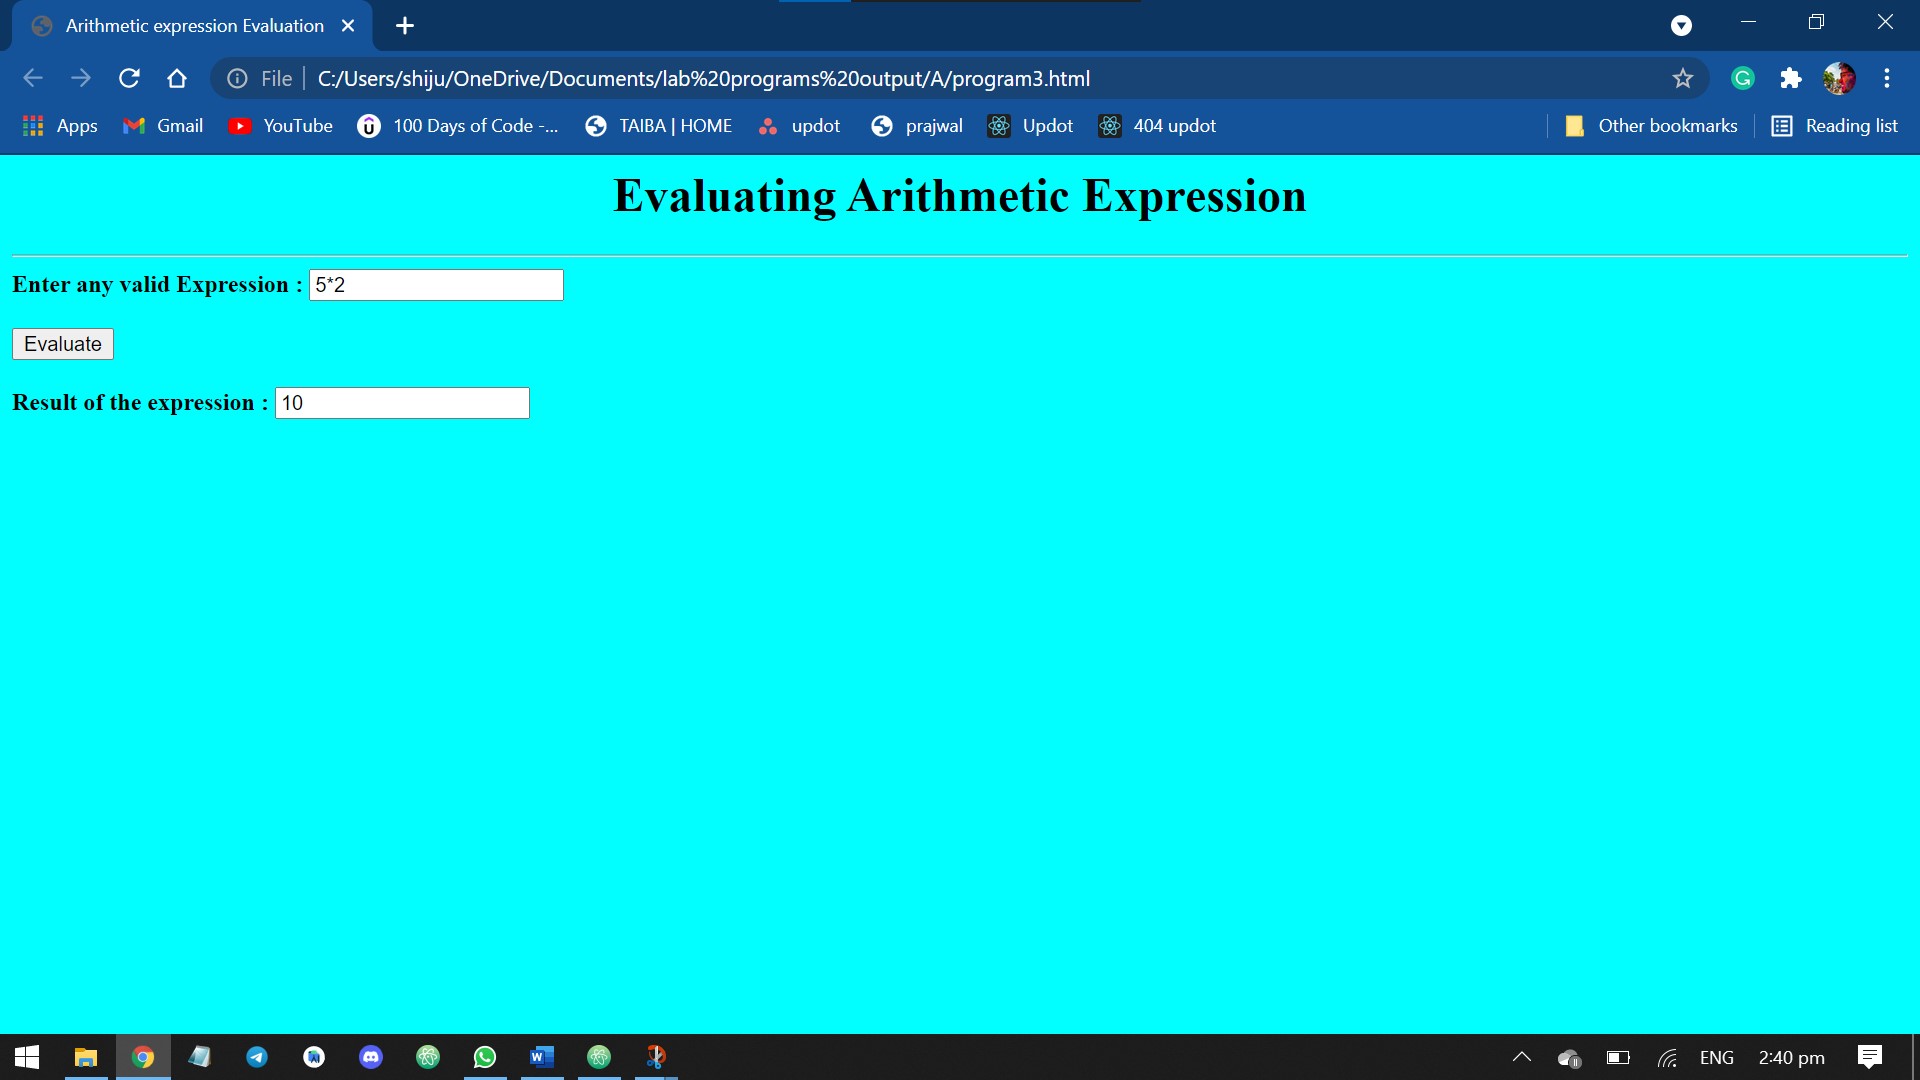 Arithmetic expression Evaluation
File C:/Users/shiju/OneDrive/Documents/lab%20programs%20output/A/program3.html
Apps Gmail YouTube 100 Days of Code -... TAIBA | HOME updot prajwal Updot 404 updot Other bookmarks Reading list
Evaluating Arithmetic Expression
Enter any valid Expression : 5*2
Evaluate
Result of the expression : 10
ENG 2:40 pm